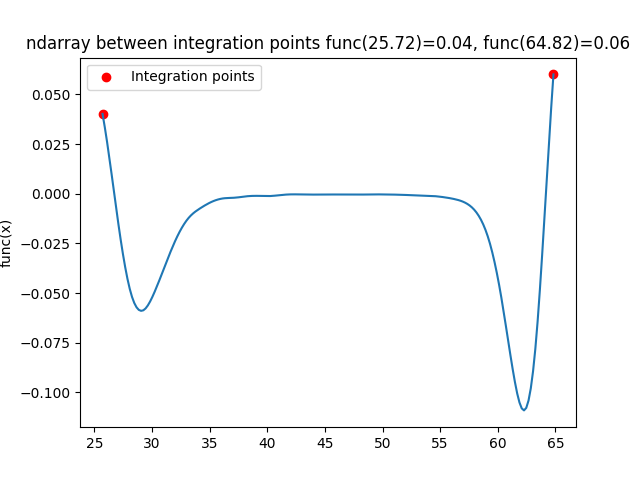 ndarray between integration points func(25.72)=0.04, func(64.82)=0.06
Integration points
func(x)
0.050
0.025
0.000
−0.025
−0.050
−0.075
−0.100
25 30 35 40 45 50 55 60 65